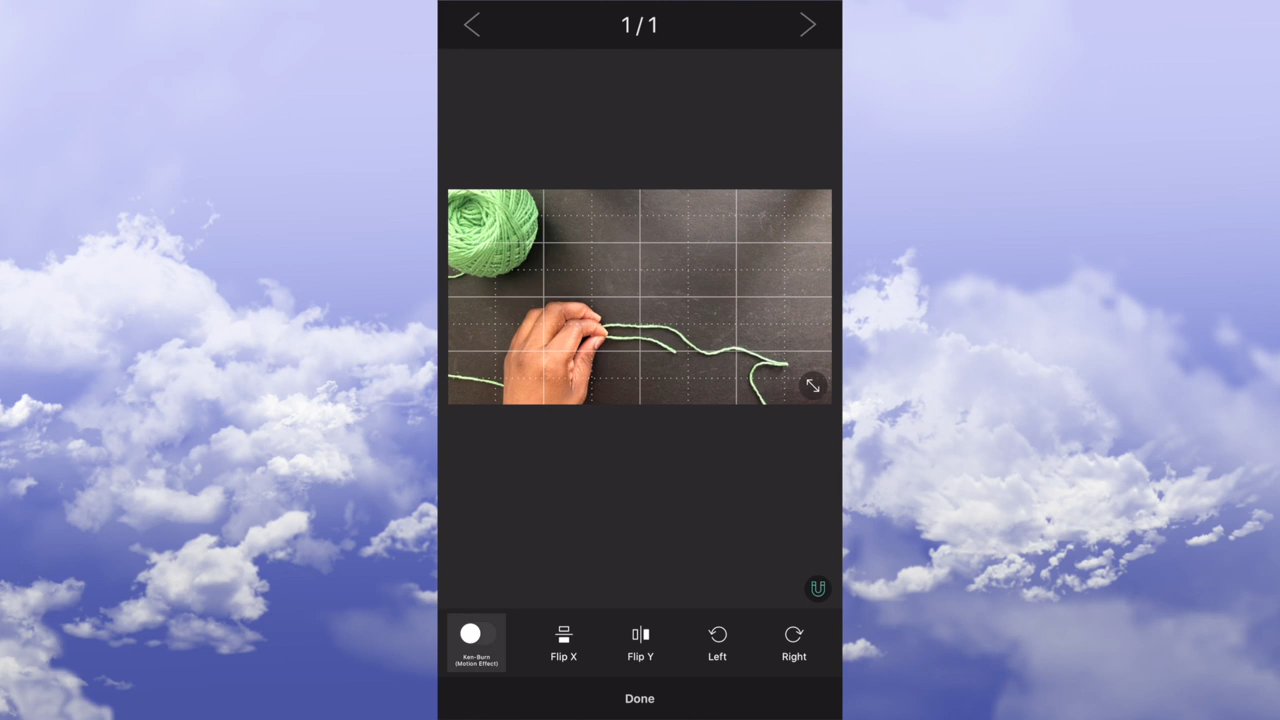 1/1
Ken-Burn
(Motion Effect)
Flip X
Flip Y
Left
Right
Done